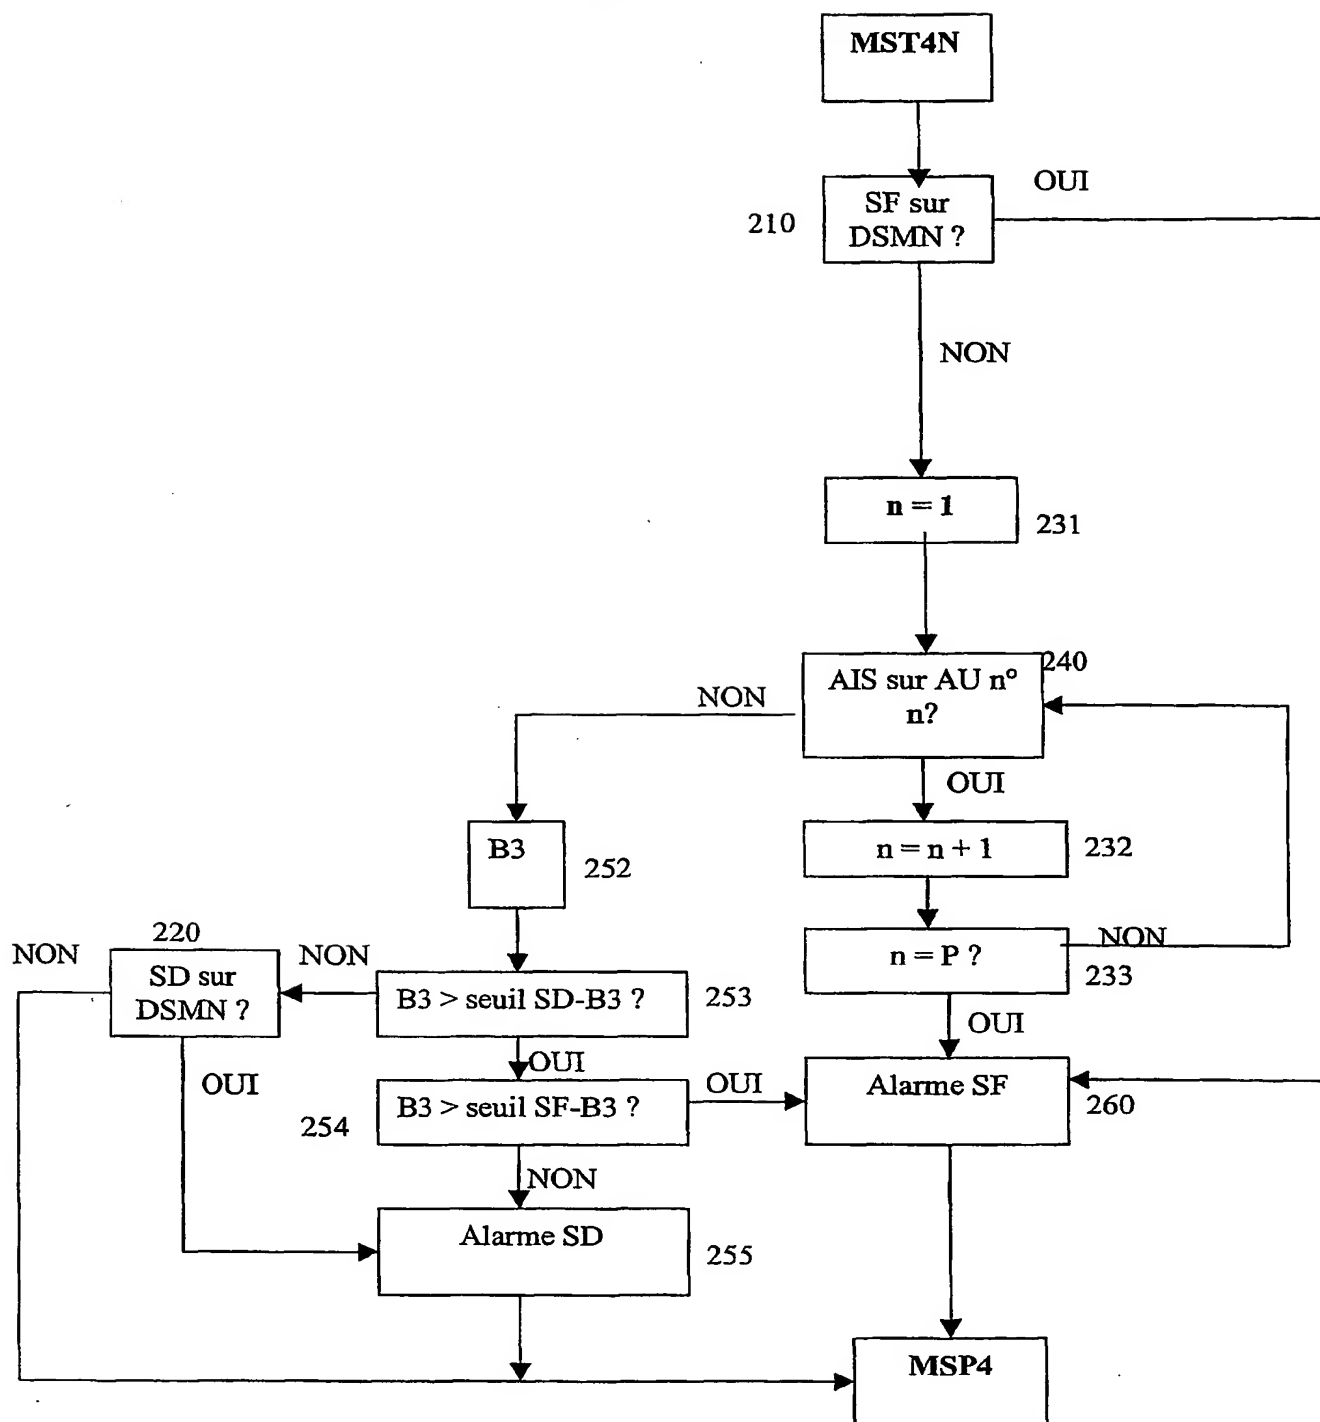 MST4N
OUI
210
SF sur
DSMN ?
NON
n = 1
231
240
AIS sur AU n°
n?
NON
OUI
B3
252
n = n + 1
232
220
NON
SD sur
DSMN ?
NON
B3 > seuil SD-B3 ?
253
n = P ?
NON
233
OUI
OUI
OUI
254
B3 > seuil SF-B3 ?
OUI
Alarme SF
260
NON
Alarme SD
255
MSP4